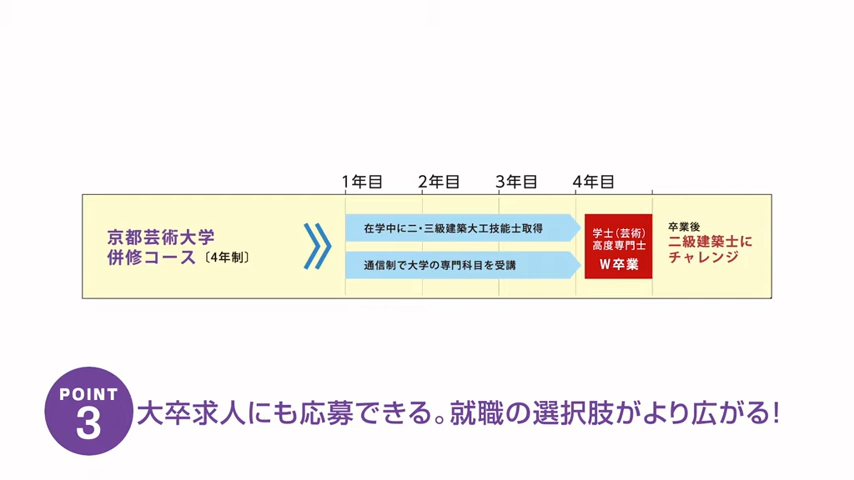 1年目 2年目 3年目 4年目
京都芸術大学
併修コース〔4年制〕
在学中に二・三級建築大工技能士取得
通信制で大学の専門科目を受講
学士（芸術）
高度専門士
W卒業
卒業後
二級建築士に
チャレンジ
POINT
3
大卒求人にも応募できる。就職の選択肢がより広がる!